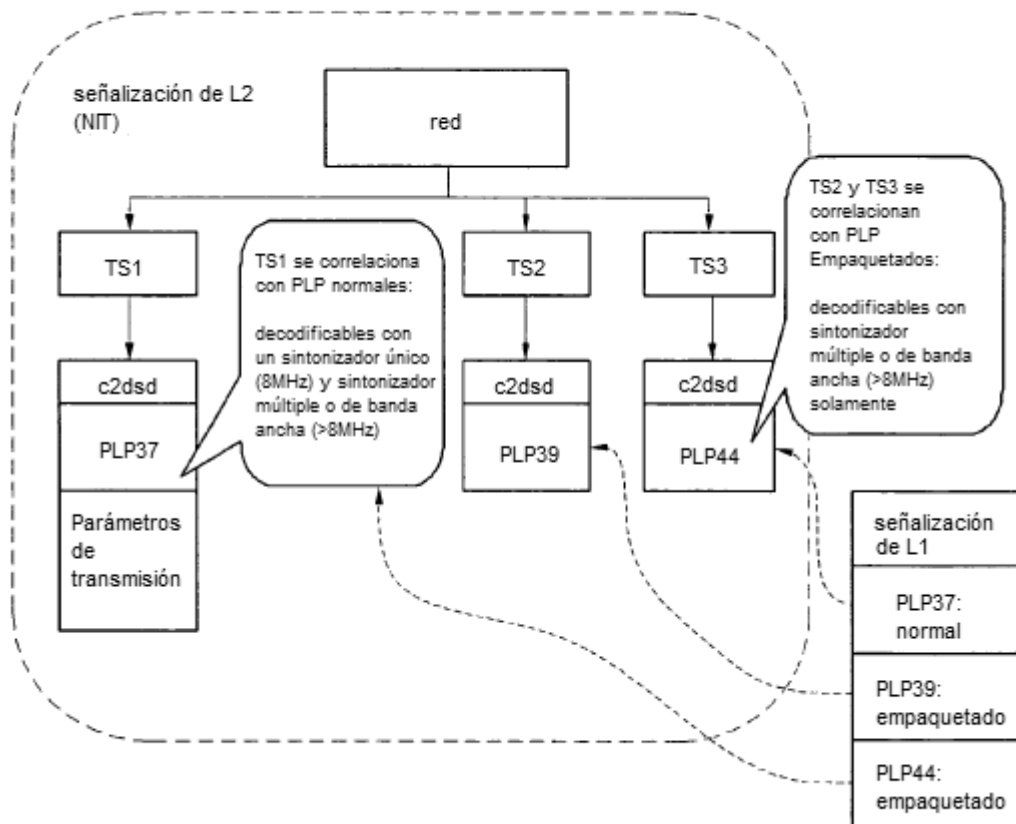 señalización de L2
(NIT)
red
TS1
TS2
TS3
TS1 se correlaciona
con PLP normales:
decodificables con
un sintonizador único
(8MHz) y sintonizador
múltiple o de banda
ancha (>8MHz)
TS2 y TS3 se
correlacionan
con PLP
Empaquetados:
decodificables con
sintonizador
múltiple o de banda
ancha (>8MHz)
solamente
c2dsd
PLP37
Parámetros
de
transmisión
c2dsd
PLP39
c2dsd
PLP44
señalización
de L1
PLP37:
normal
PLP39:
empaquetado
PLP44:
empaquetado